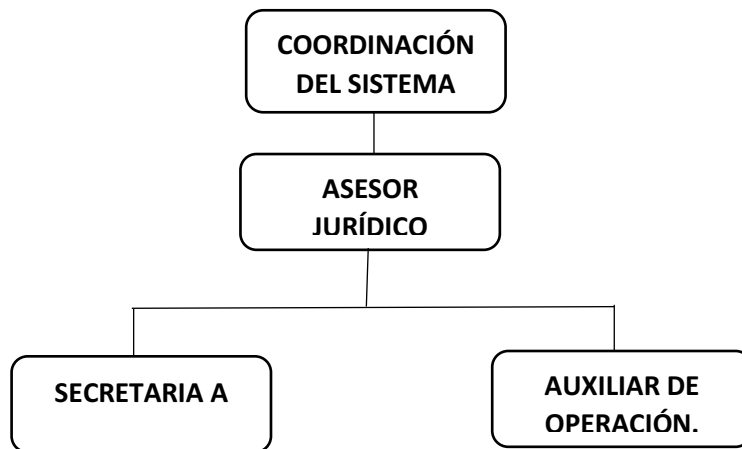 COORDINACIÓN
DEL SISTEMA
ASESOR
JURÍDICO
SECRETARIA A
AUXILIAR DE
OPERACIÓN.